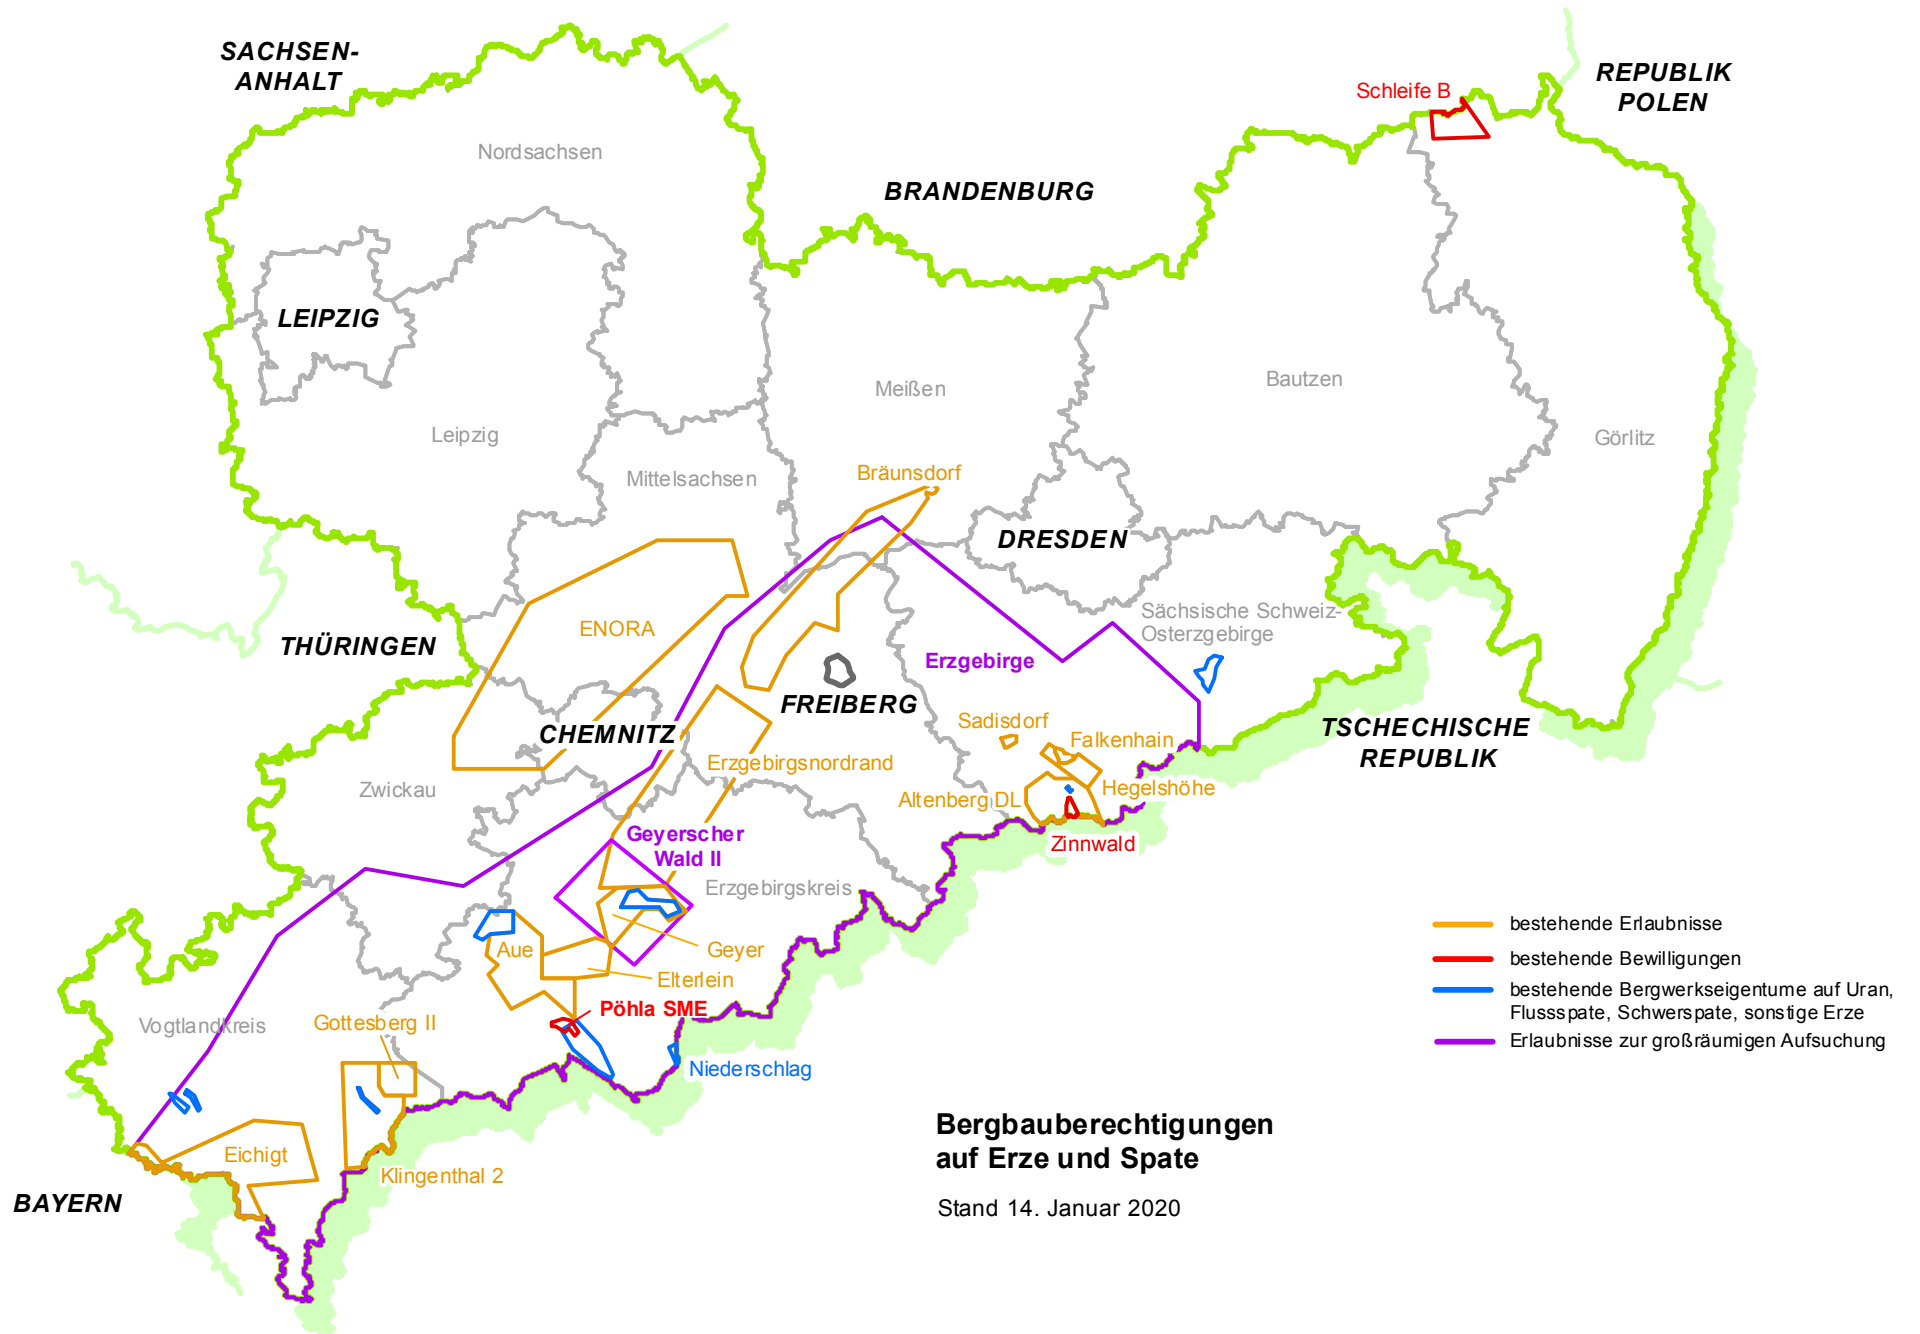 SACHSEN-
ANHALT
REPUBLIK
POLEN
Schleife B
Nordsachsen
BRANDENBURG
LEIPZIG
Meißen
Bautzen
Leipzig
Görlitz
Mittelsachsen
Bräunsdorf
DRESDEN
Sächsische Schweiz-
Osterzgebirge
THÜRINGEN
ENORA
Erzgebirge
FREIBERG
Sadisdorf
CHEMNITZ
TSCHECHISCHE
REPUBLIK
Falkenhain
Erzgebirgsnordrand
Zwickau
Hegelshöhe
Altenberg DL
Geyerscher
Wald II
Zinnwald
Erzgebirgskreis
Aue
Geyer
Elterlein
Pöhla SME
Vogtlandkreis
Gottesberg II
Niederschlag
Eichigt
Klingenthal 2
BAYERN
bestehende Erlaubnisse
bestehende Bewilligungen
bestehende Bergwerkseigentume auf Uran,
Flussspate, Schwerspate, sonstige Erze
Erlaubnisse zur großräumigen Aufsuchung
Bergbauberechtigungen
auf Erze und Spate
Stand 14. Januar 2020